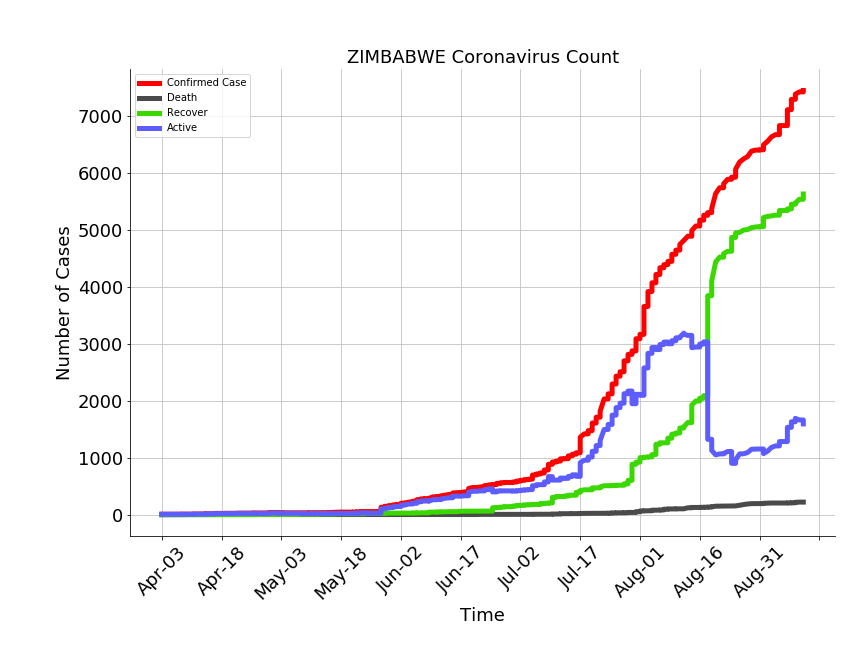 ZIMBABWE Coronavirus Count
Confirmed Case
Death
Recover
Active
Number of Cases
7000
6000
5000
4000
3000
2000
1000
0
Apr-03
Apr-18
May-03
May-18
Jun-02
Jun-17
Jul-02
Jul-17
Aug-01
Aug-16
Aug-31
Time